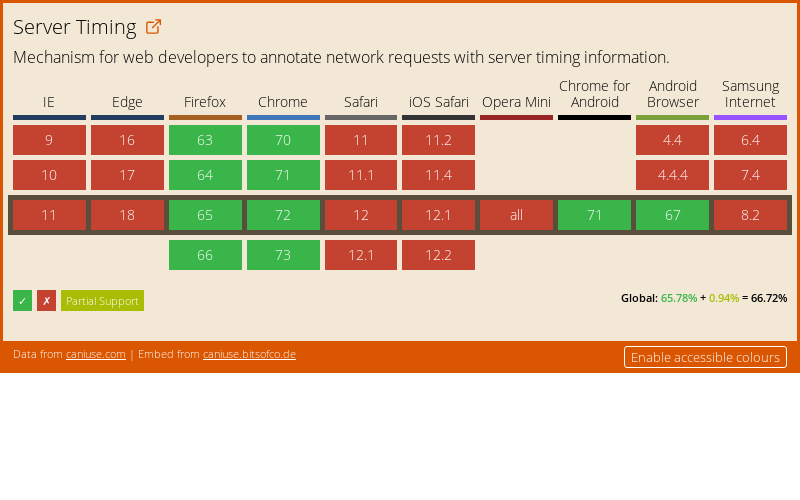 Server Timing
Mechanism for web developers to annotate network requests with server timing information.
IE Edge Firefox Chrome Safari iOS Safari Opera Mini Chrome for Android Android Browser Samsung Internet
9 16 63 70 11 11.2 4.4 6.4
10 17 64 71 11.1 11.4 4.4.4 7.4
11 18 65 72 12 12.1 all 71 67 8.2
66 73 12.1 12.2
✓ ✗ Partial Support
Global: 65.78% + 0.94% = 66.72%
Data from caniuse.com | Embed from caniuse.bitsofco.de
Enable accessible colours